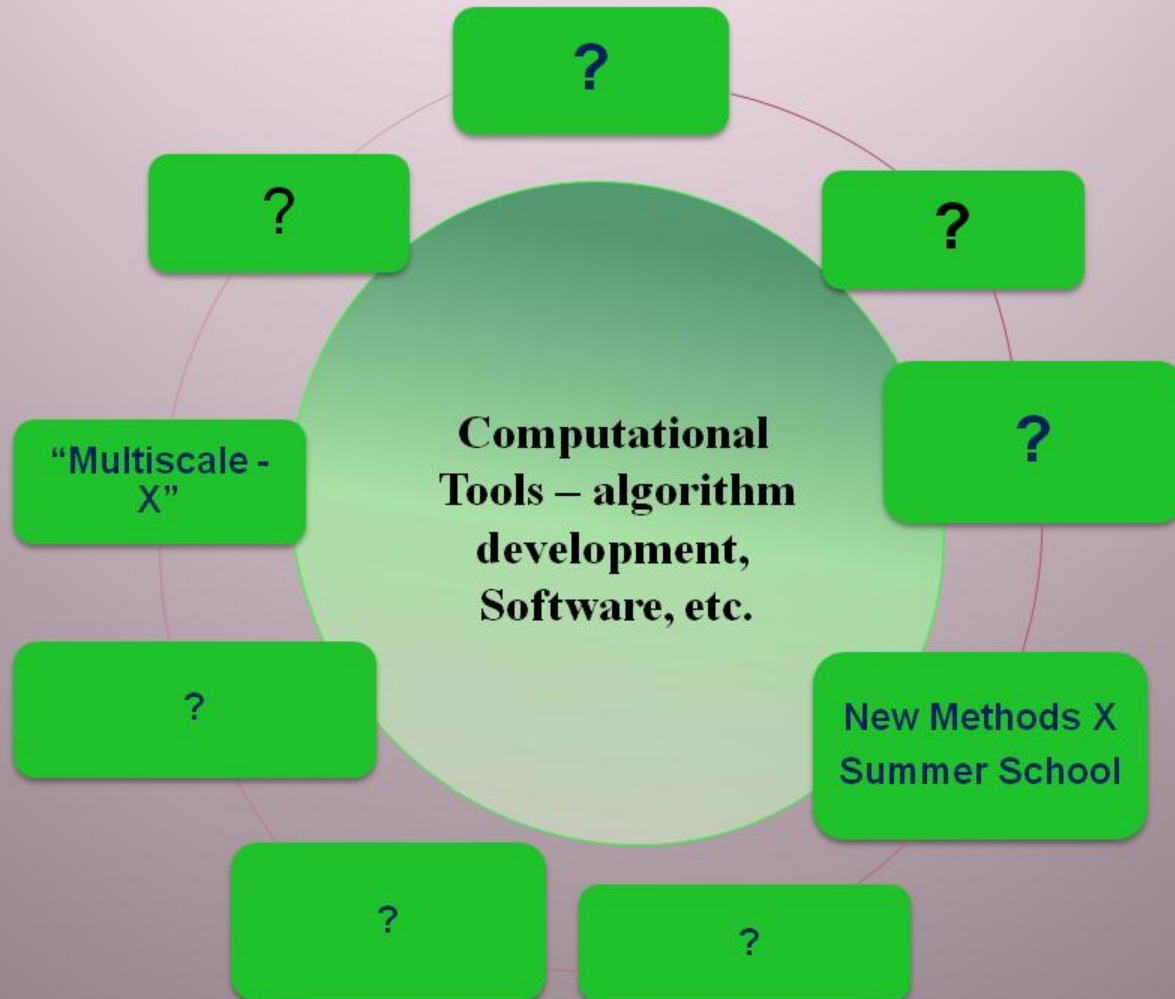 ?
?
?
?
“Multiscale -
X”
Computational
Tools – algorithm
development,
Software, etc.
?
New Methods X
Summer School
?
?